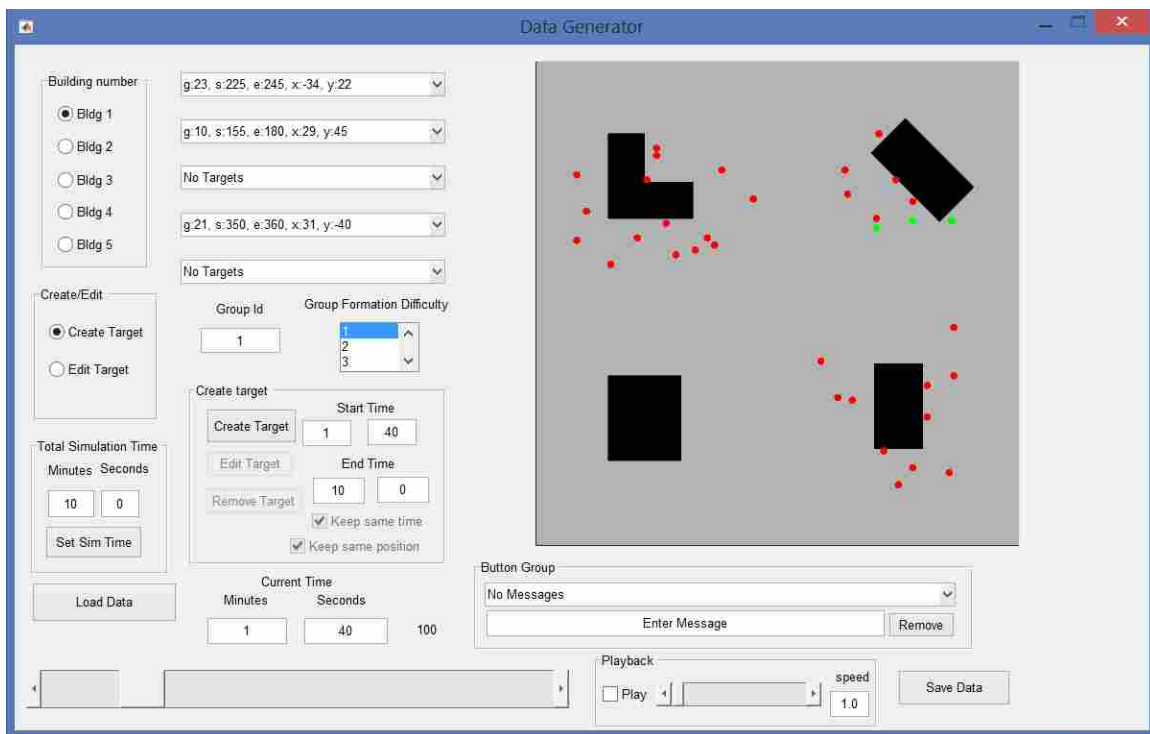 Data Generator
Building number
Bldg 1
Bldg 2
Bldg 3
Bldg 4
Bldg 5
g:23, s:225, e:245, x:-34, y:22
g:10, s:155, e:180, x:29, y:45
No Targets
g:21, s:350, e:360, x:31, y:-40
No Targets
Create/Edit
Create Target
Edit Target
Group Id
1
Group Formation Difficulty
1
2
3
Create target
Create Target
Edit Target
Remove Target
Start Time
1 40
End Time
10 0
Keep same time
Keep same position
Total Simulation Time
Minutes Seconds
10 0
Set Sim Time
Load Data
Current Time
Minutes Seconds
1 40 100
Button Group
No Messages
Enter Message
Remove
Playback
Play
speed
1.0
Save Data